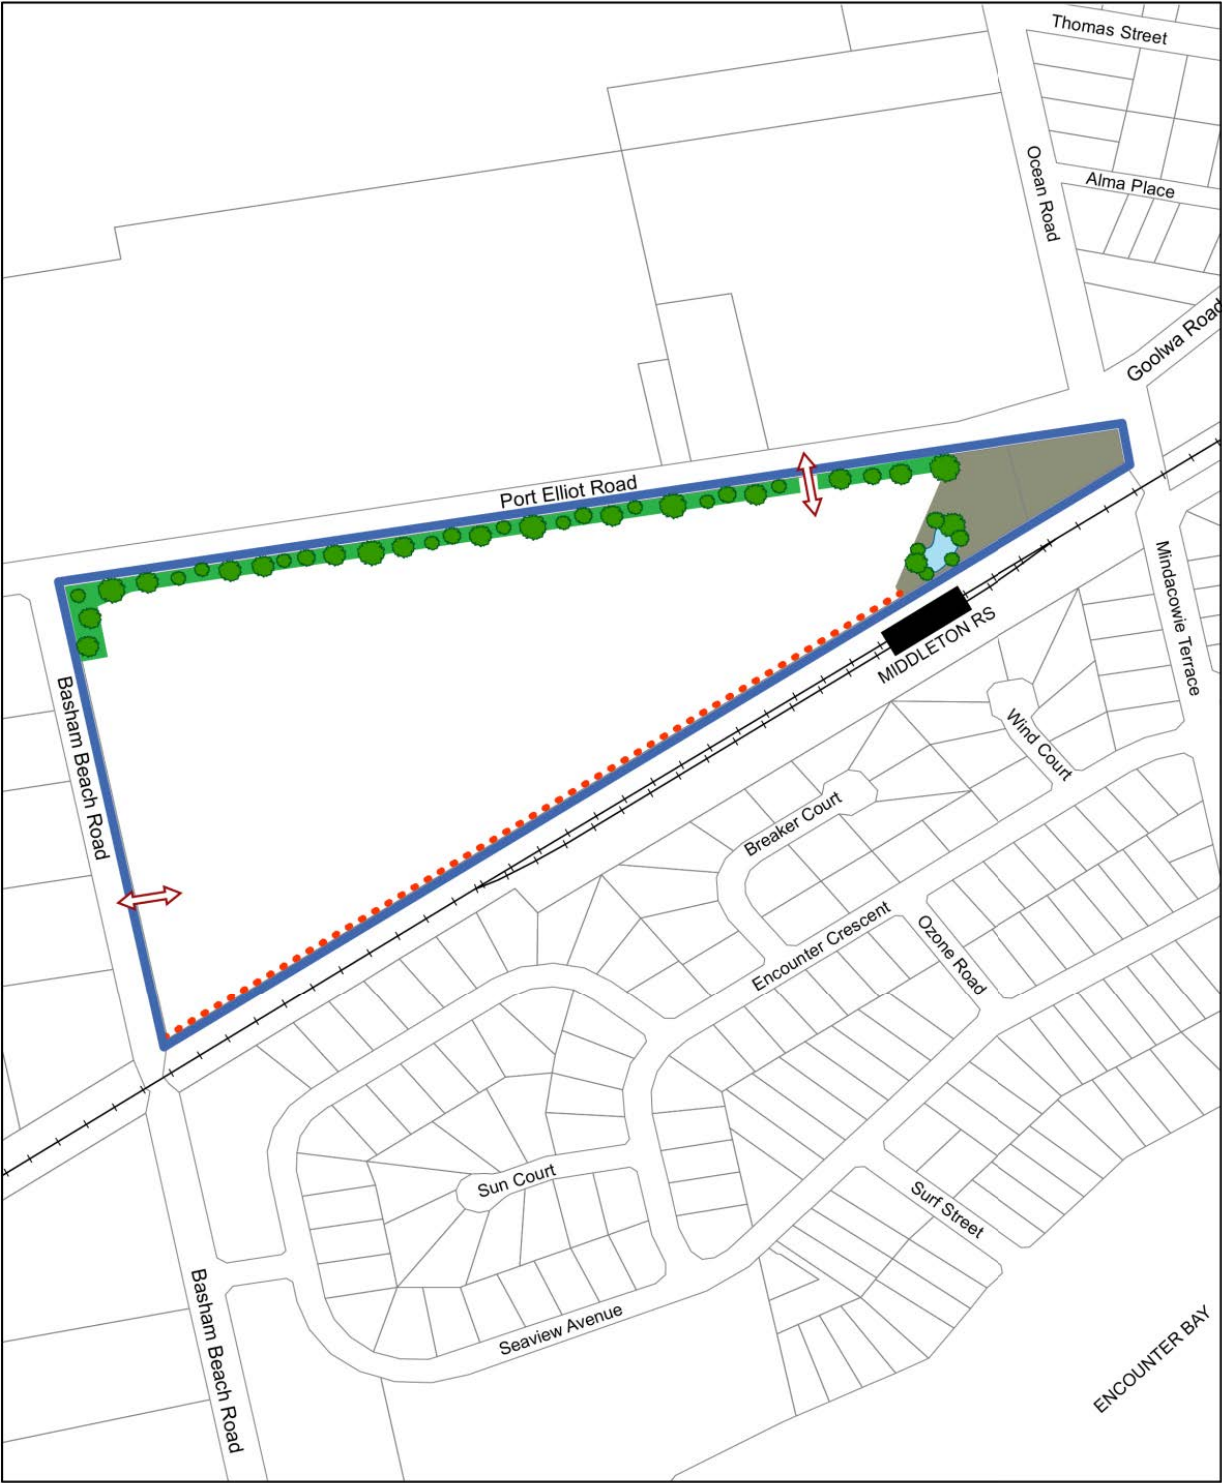 Thomas Street
Ocean Road
Alma Place
Goolwa Road
Port Elliot Road
Mindacowie Terrace
MIDDLETON RS
Basham Beach Road
Wind Court
Breaker Court
Encounter Crescent
Ozone Road
Sun Court
Surf Street
Basham Beach Road
Seaview Avenue
ENCOUNTER BAY